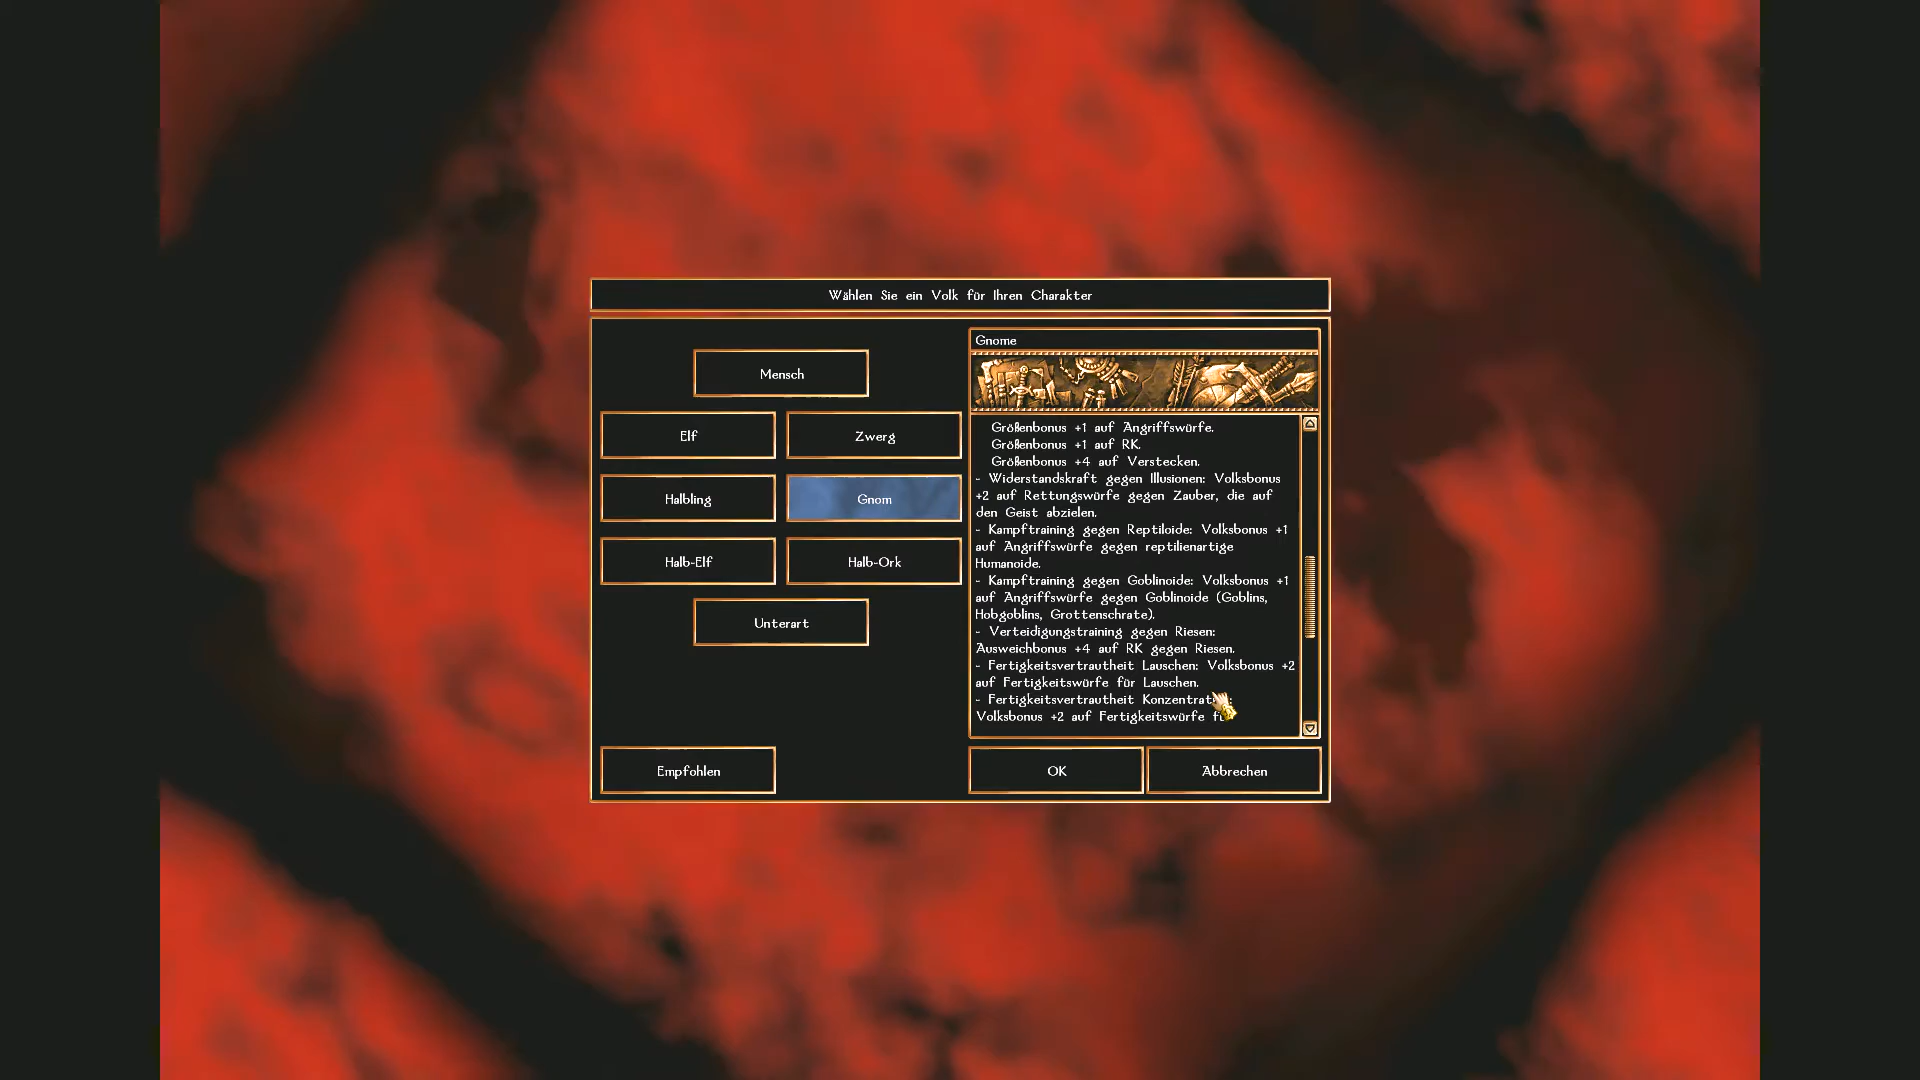 Wählen Sie ein Volk für Ihren Charakter
Mensch
Elf
Zwerg
Halbling
Gnom
Halb-Elf
Halb-Ork
Unterart
Empfohlen
Gnome
Größenbonus +1 auf Angriffswürfe.
Größenbonus +1 auf RK.
Größenbonus +4 auf Verstecken.
- Widerstandskraft gegen Illusionen: Volksbonus
+2 auf Rettungswürfe gegen Zauber, die auf
den Geist abzielen.
- Kampftraining gegen Reptiloide: Volksbonus +1
auf Angriffswürfe gegen reptilienartige
Humanoide.
- Kampftraining gegen Goblinoide: Volksbonus +1
auf Angriffswürfe gegen Goblinoide (Goblins,
Hobgoblins, Grottenschrate).
- Verteidigungstraining gegen Riesen:
Ausweichbonus +4 auf RK gegen Riesen.
- Fertigkeitsvertrautheit Lauschen: Volksbonus +2
auf Fertigkeitswürfe für Lauschen.
- Fertigkeitsvertrautheit
Volksbonus +2 auf Fertigkeitswürfe
OK
Abbrechen